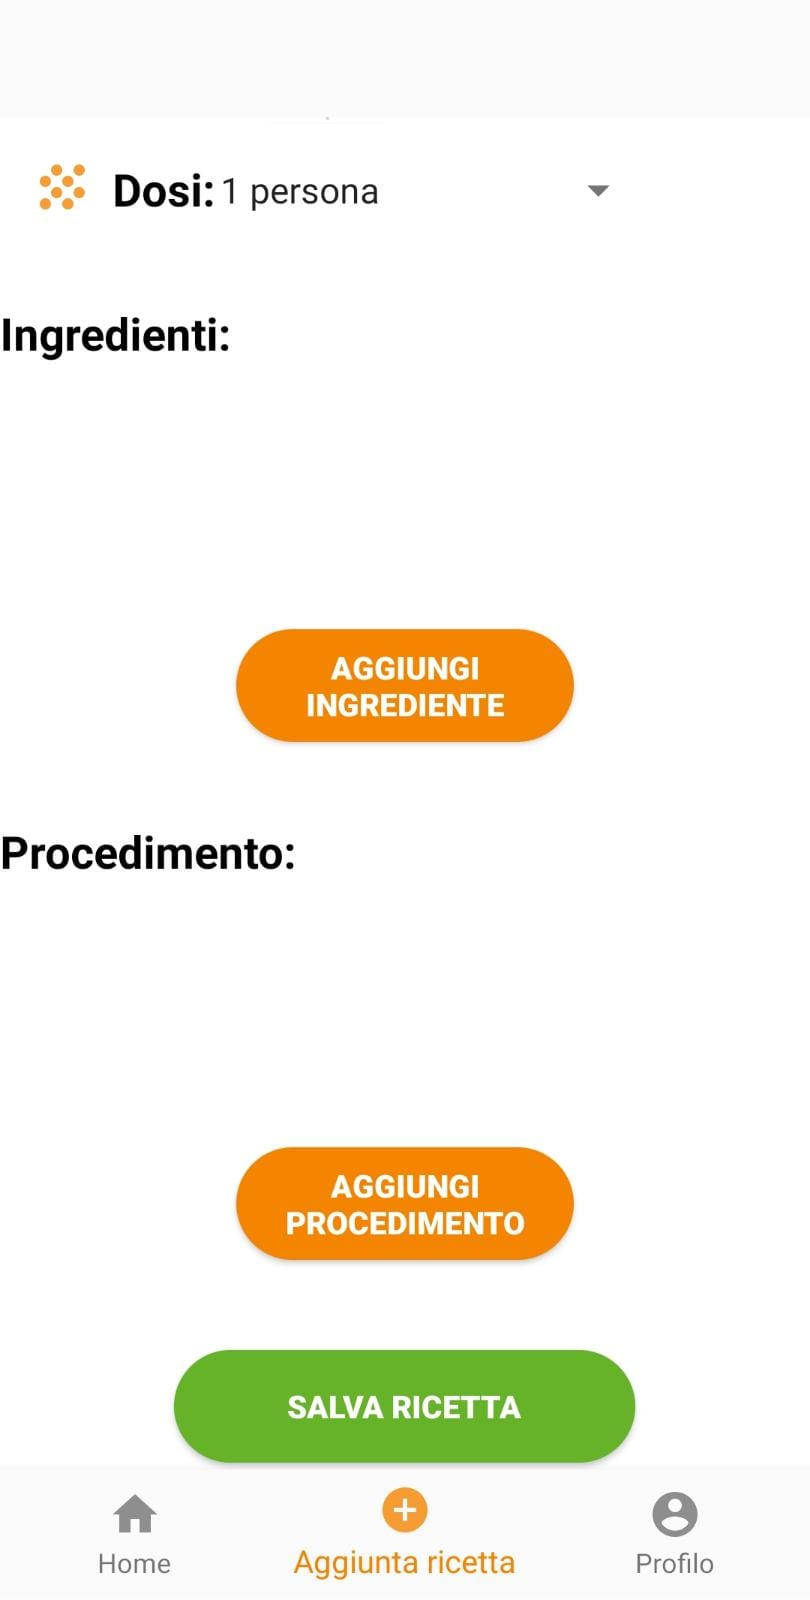 Dosi: 1 persona
Ingredienti:
AGGIUNGI
INGREDIENTE
Procedimento:
AGGIUNGI
PROCEDIMENTO
SALVA RICETTA
Home
Aggiunta ricetta
Profilo